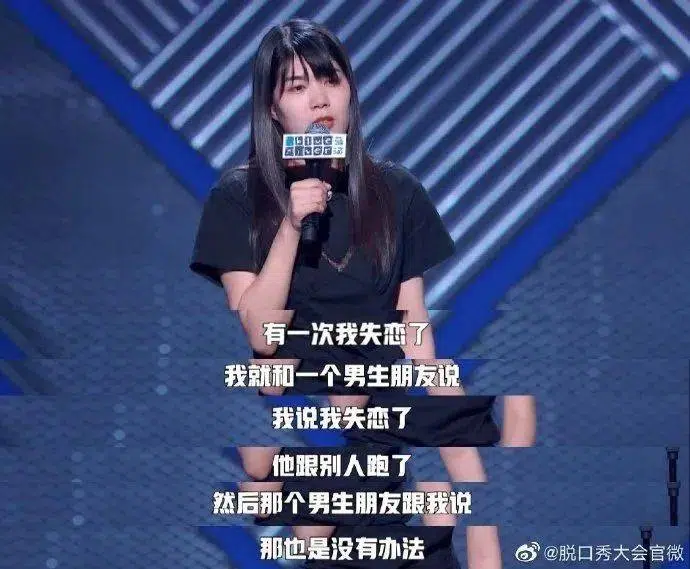 有一次我失恋了
我就和一个男生朋友说
我说我失恋了
他跟别人跑了
然后那个男生朋友跟我说
那也是没有办法
@脱口秀大会官微